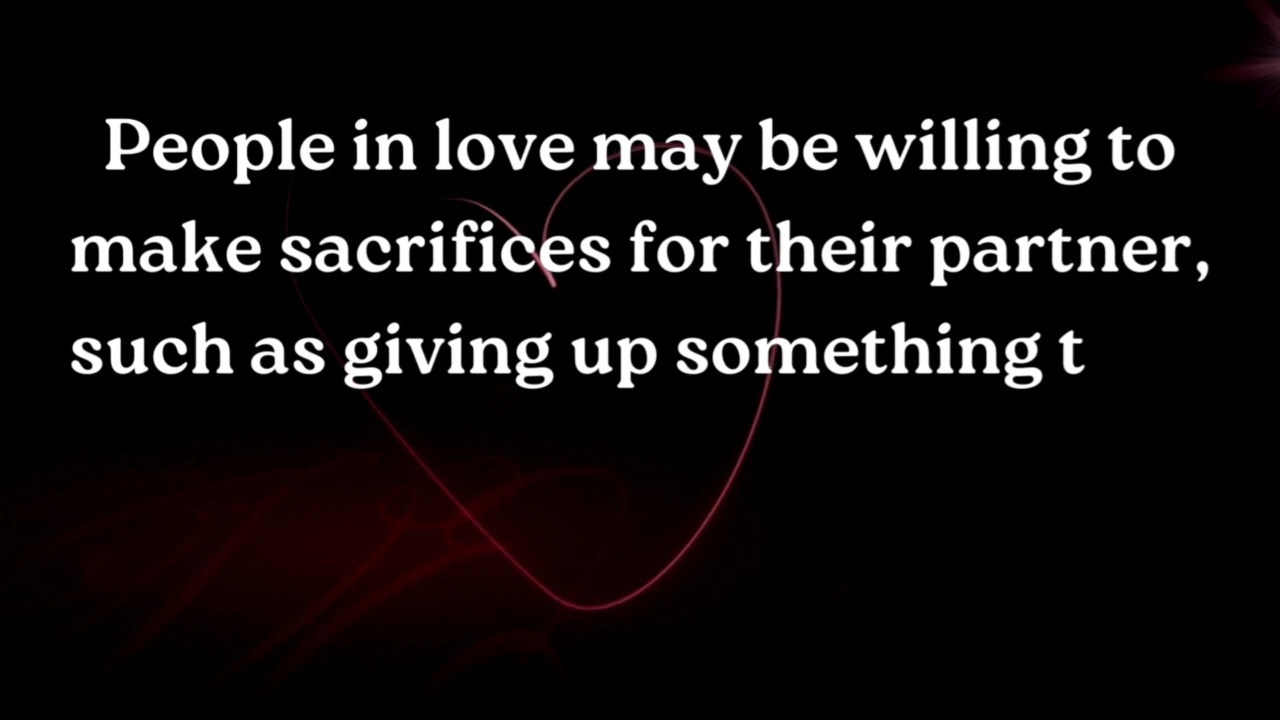 People in love may be willing to
make sacrifices for their partner,
such as giving up something t